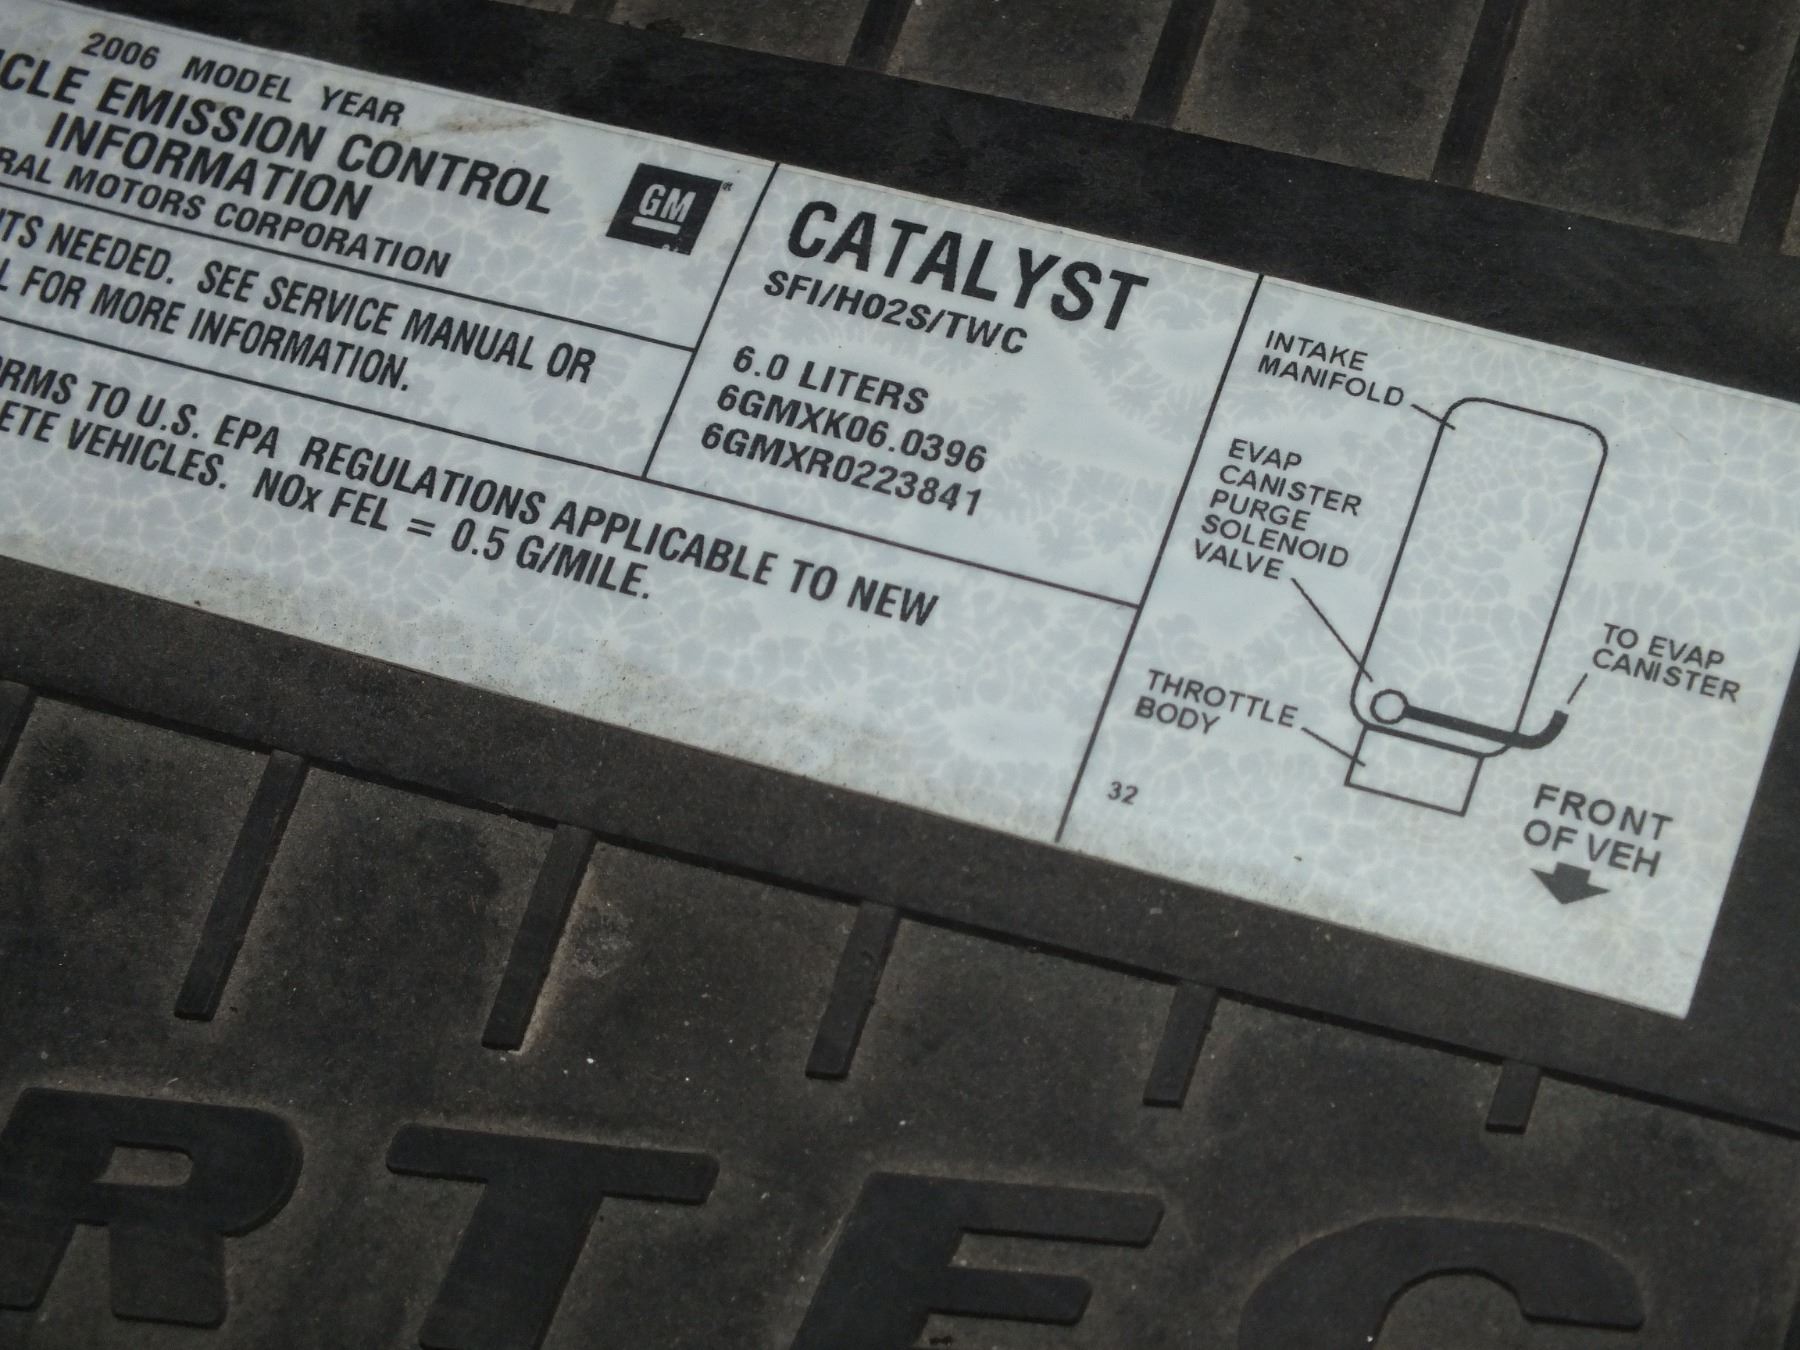 2006 MODEL YEAR
CLE EMISSION CONTROL
INFORMATION
RAL MOTORS CORPORATION
GM
TS NEEDED. SEE SERVICE MANUAL OR
L FOR MORE INFORMATION.
ORMS TO U.S. EPA REGULATIONS APPLICABLE TO NEW
ETE VEHICLES. NOx FEL = 0.5 G/MILE.
CATALYST
SFI/H02S/TWC
6.0 LITERS
6GMXK06.0396
6GMXR0223841
INTAKE
MANIFOLD
EVAP
CANISTER
PURGE
SOLENOID
VALVE
TO EVAP
CANISTER
THROTTLE
BODY
32
FRONT
OF VEH
RTEC